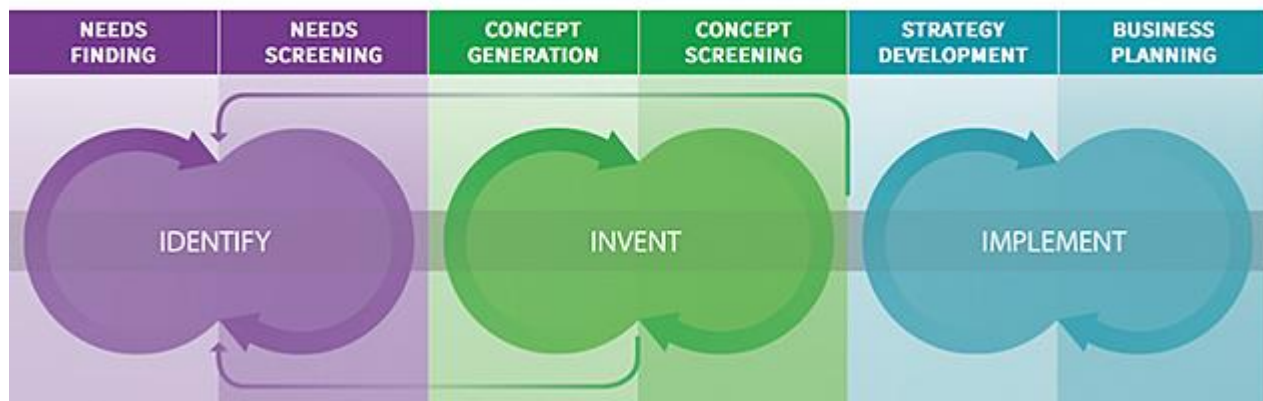 NEEDS
FINDING
NEEDS
SCREENING
CONCEPT
GENERATION
CONCEPT
SCREENING
STRATEGY
DEVELOPMENT
BUSINESS
PLANNING
IDENTIFY
INVENT
IMPLEMENT